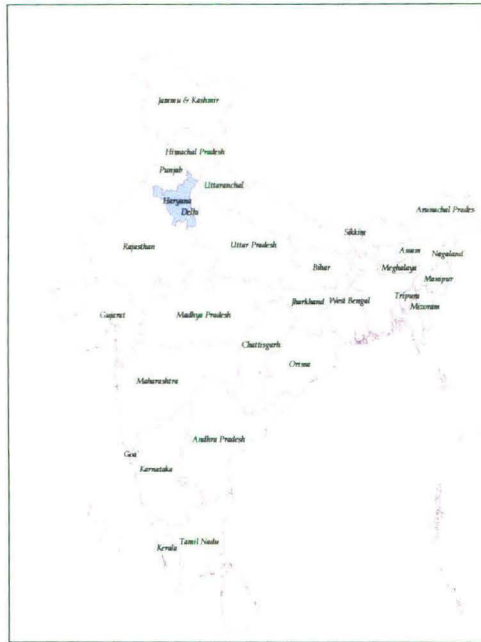 Jammu & Kashmir
Himachal Pradesh
Punjab
Uttaranchal
Haryana
Delhi
Arunachal Prades
Sikkim
Rajasthan
Uttar Pradesh
Assam
Nagaland
Bihar
Meghalaya
Manipur
Jharkhand
West Bengal
Tripura
Mizoram
Gujarat
Madhya Pradesh
Chattisgarh
Orissa
Maharashtra
Andhra Pradesh
Goa
Karnataka
Tamil Nadu
Kerala